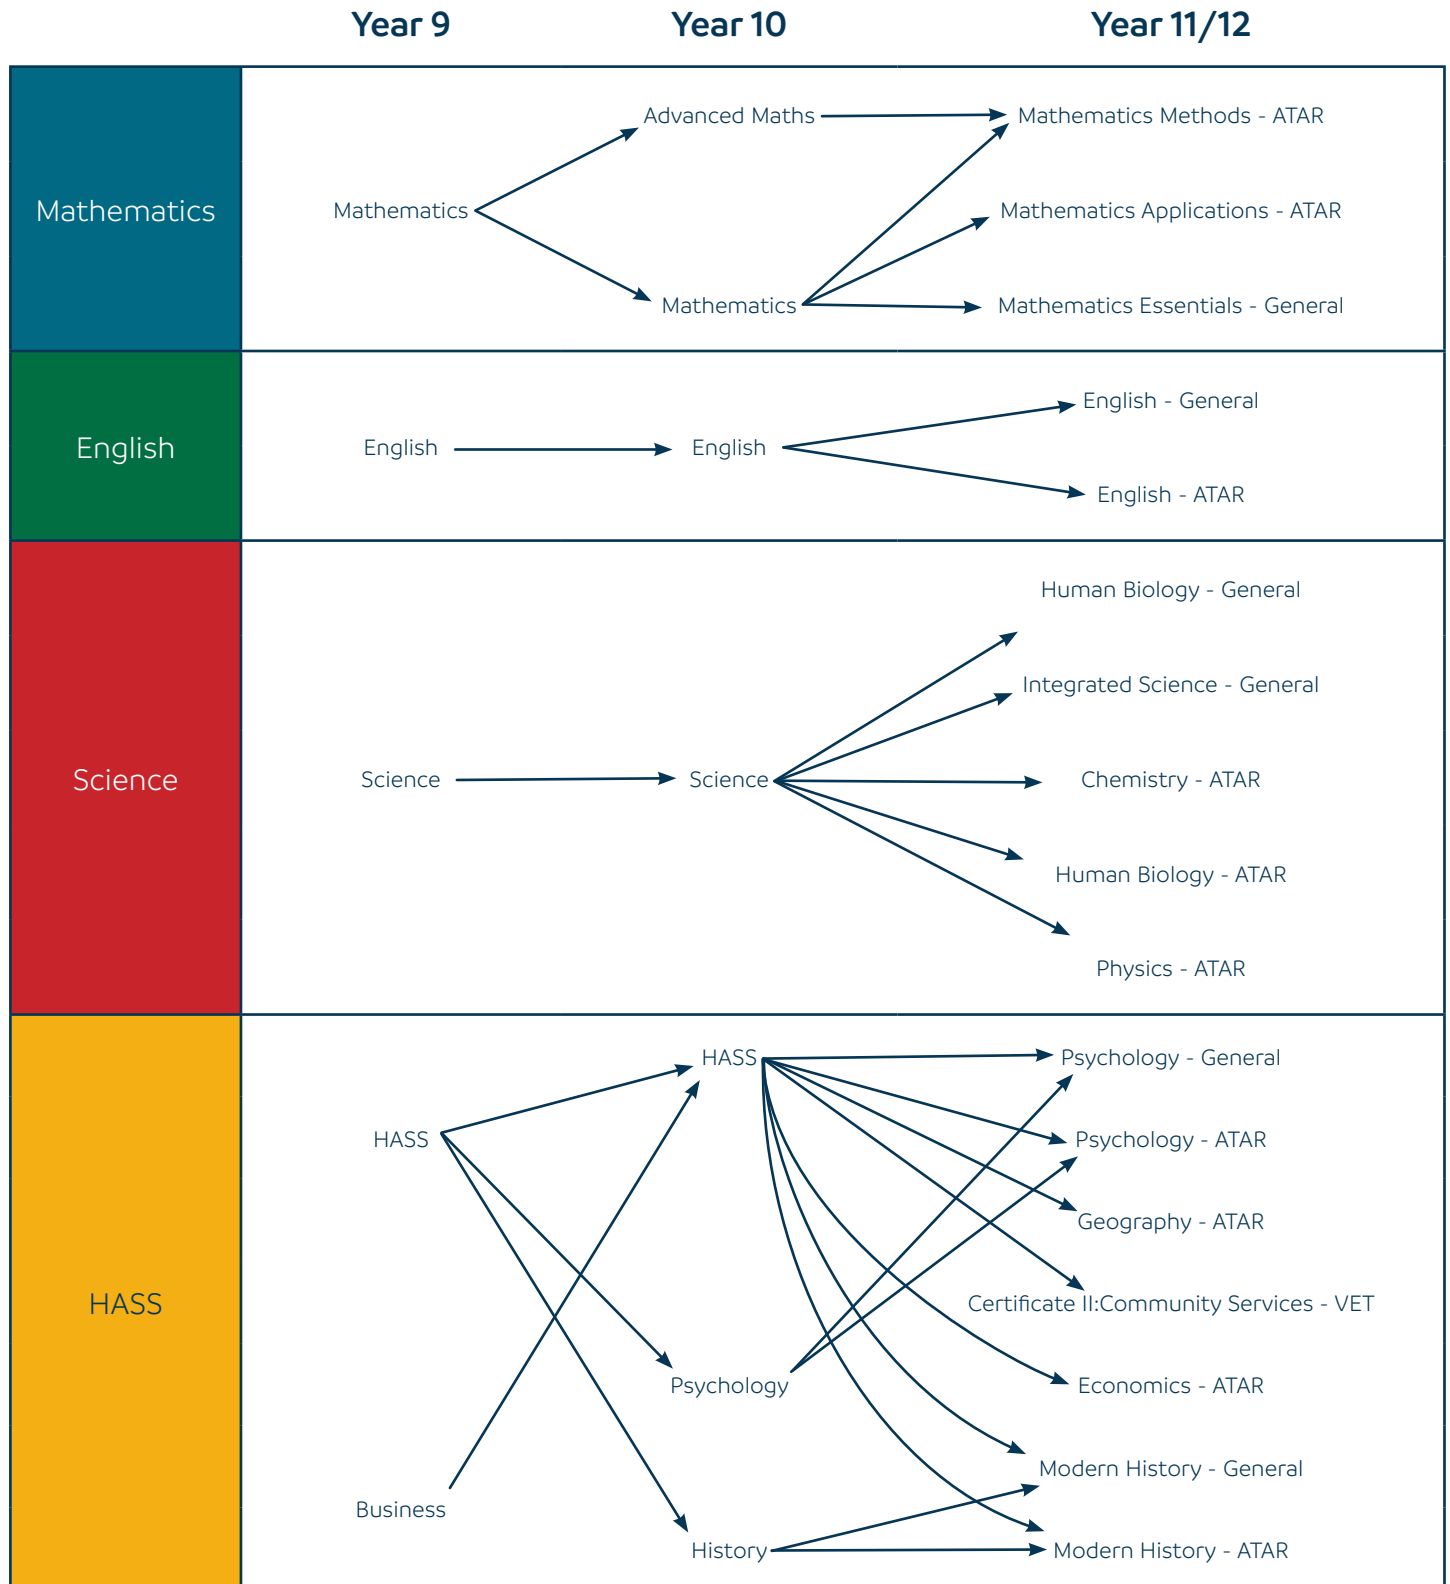 Year 9 Year 10 Year 11/12
Advanced Maths Mathematics Methods - ATAR
Mathematics Mathematics Mathematics Applications - ATAR
Mathematics Mathematics Essentials - General
English - General
English English English
English - ATAR
Human Biology - General
Integrated Science - General
Science Science Science Chemistry - ATAR
Human Biology - ATAR
Physics - ATAR
HASS Psychology - General
HASS Psychology - ATAR
Geography - ATAR
HASS Certificate II:Community Services - VET
Psychology Economics - ATAR
Modern History - General
Business
History Modern History - ATAR